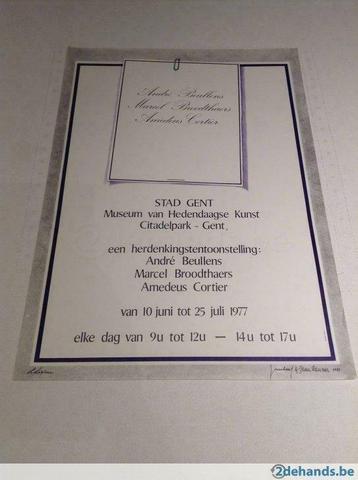 André Beullens
Marcel Broodthaers
Amedeus Cortier
STAD GENT
Museum van Hedendaagse Kunst
Citadelpark - Gent,
een herdenkingstentoonstelling:
André Beullens
Marcel Broodthaers
Amedeus Cortier
van 10 juni tot 25 juli 1977
elke dag van 9u tot 12u — 14u tot 17u
2dehands.be